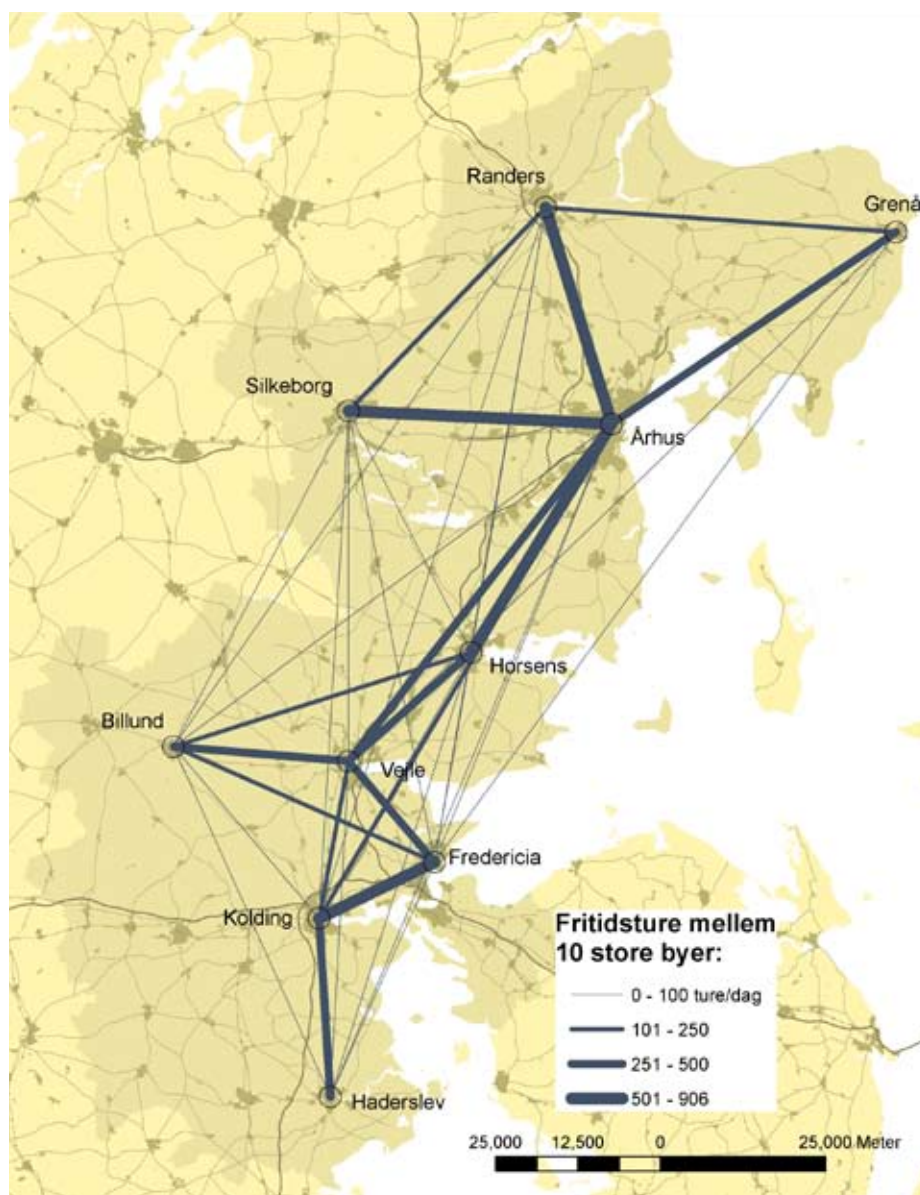 Randers
Grenå
Silkeborg
Århus
Horsens
Billund
Vejle
Fredericia
Kolding
Haderslev
Fritidsture mellem
10 store byer:
0 - 100 ture/dag
101 - 250
251 - 500
501 - 906
25,000 12,500 0 25,000 Meter